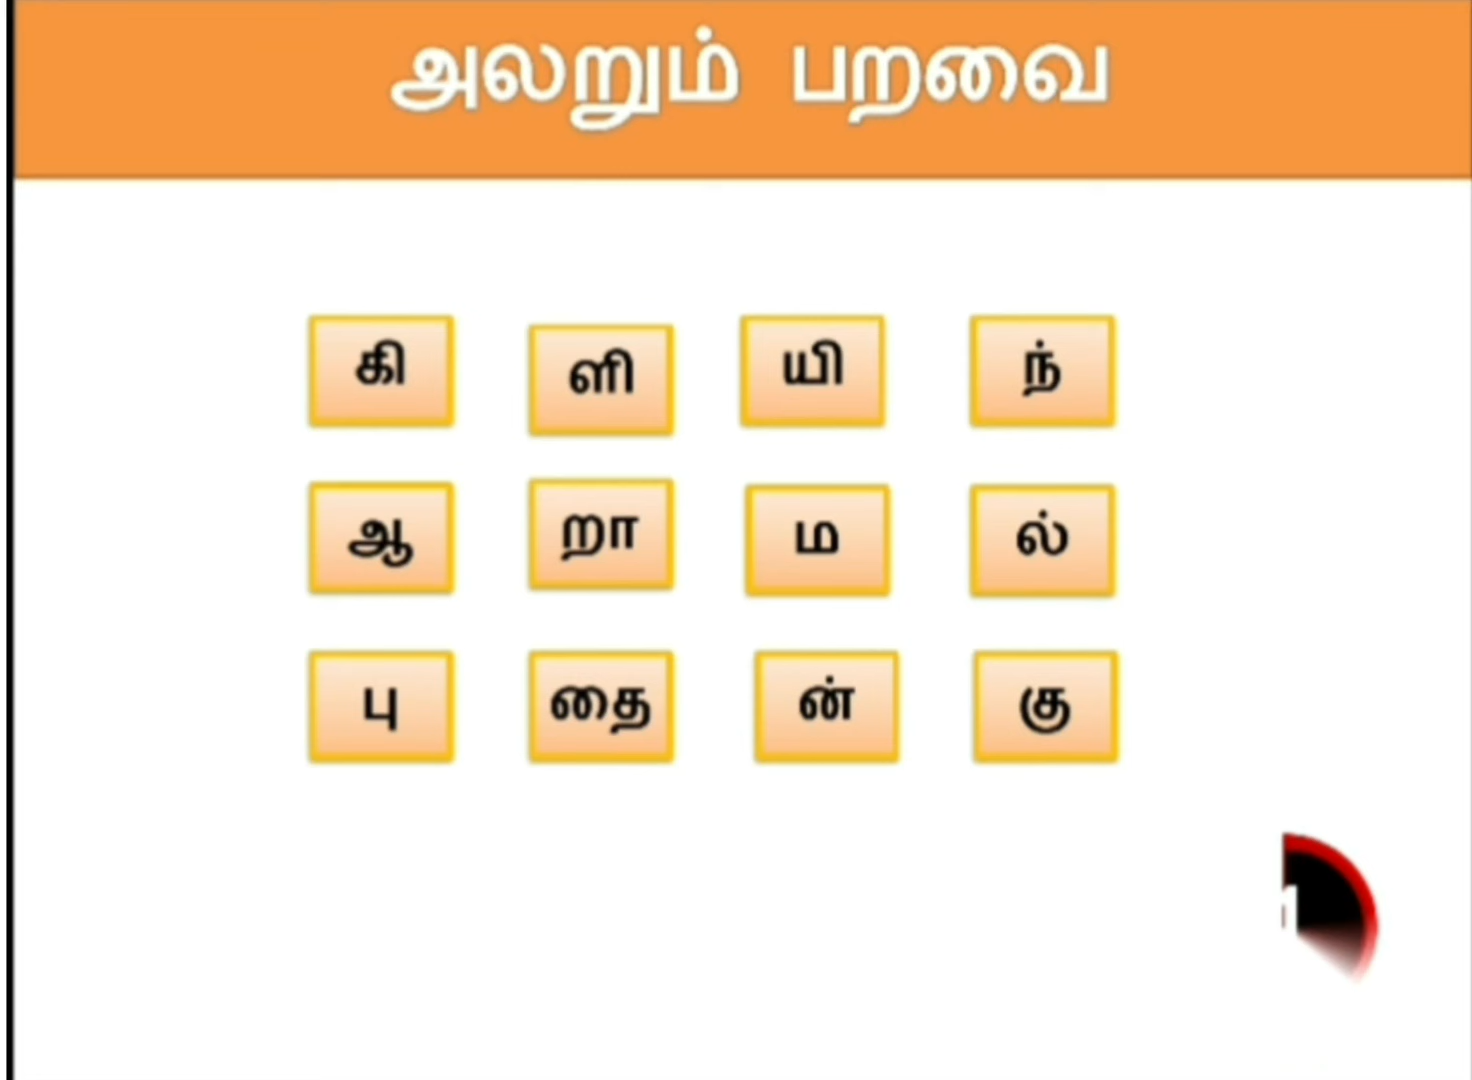 அலறும் பறவை
கி ளி யி ந்
ஆ றா ம ல்
பு தை ன் கு